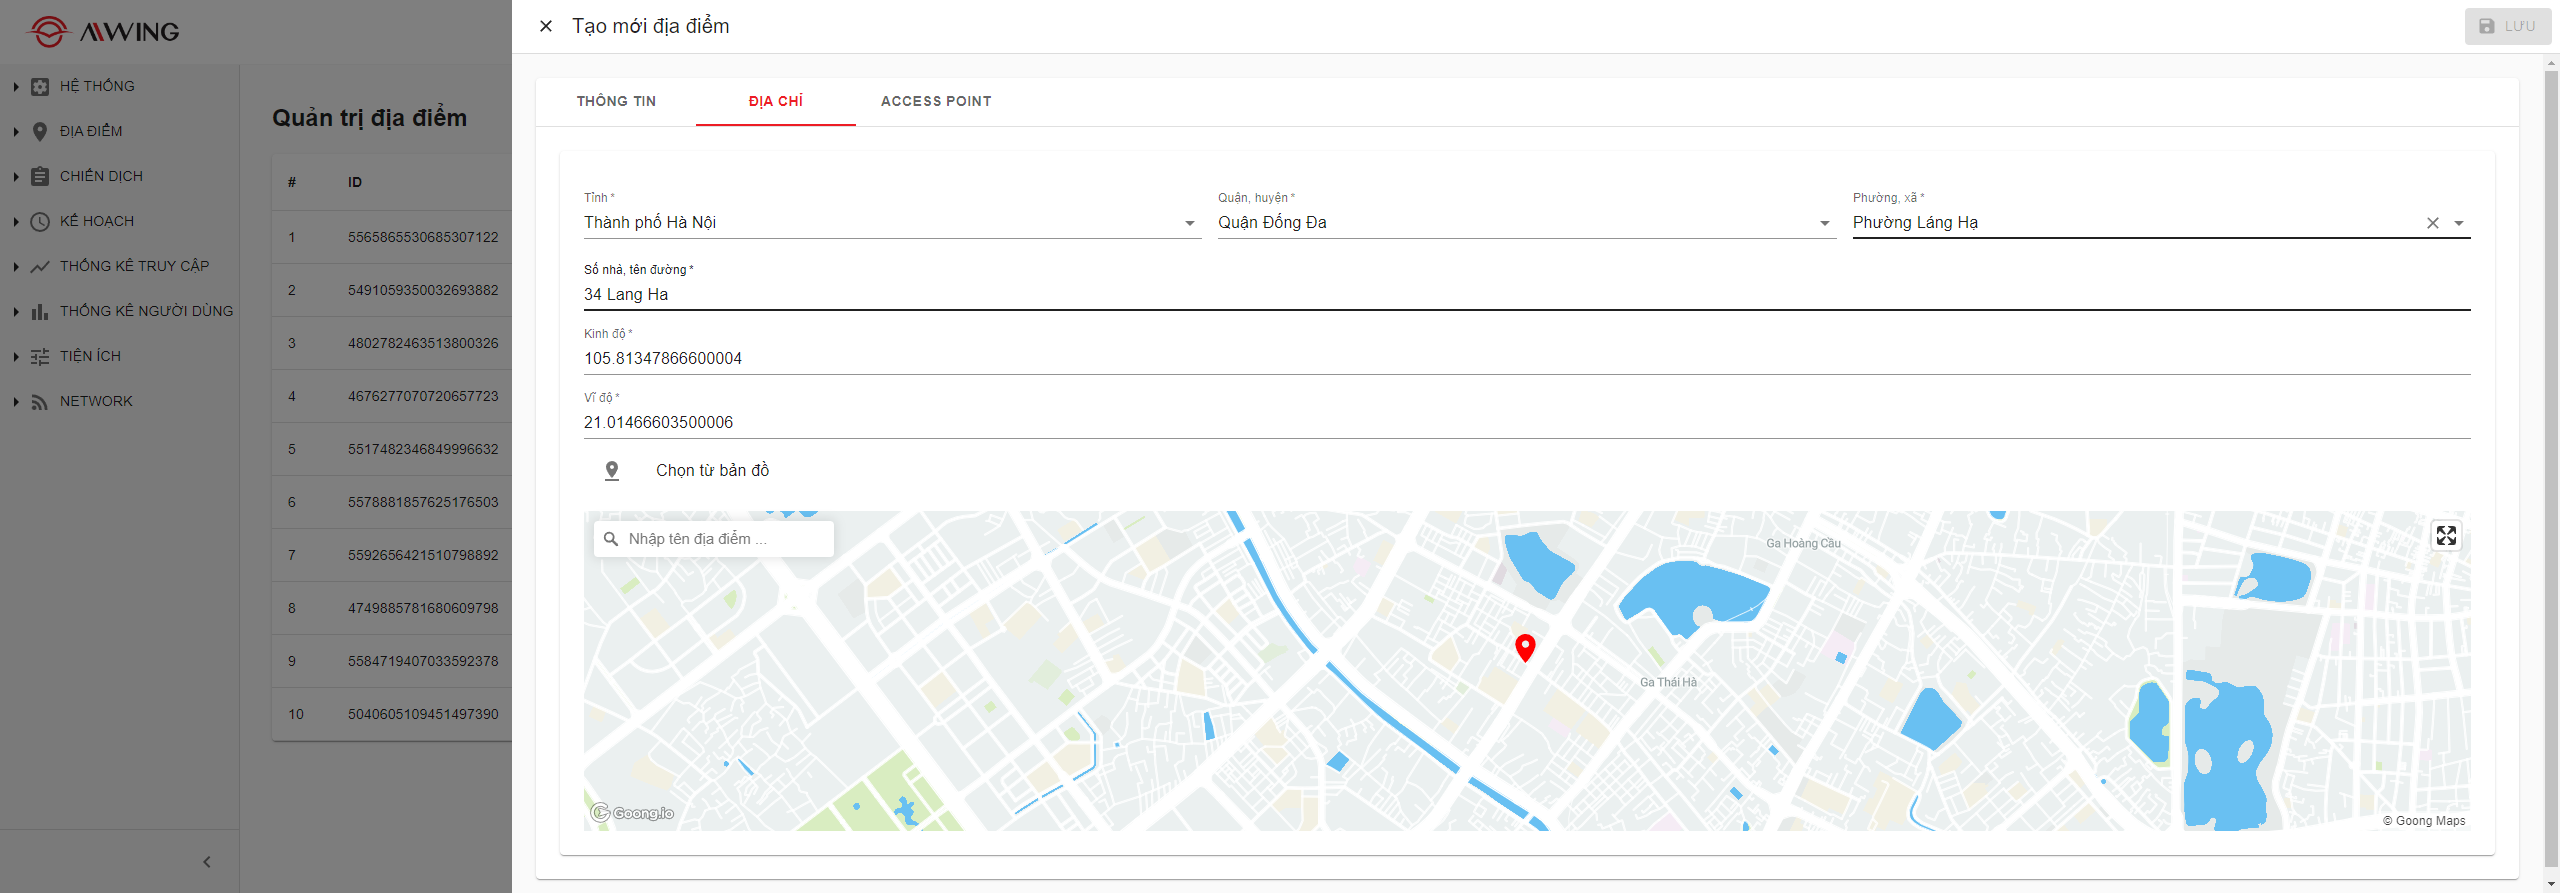 AWING
Tạo mới địa điểm
LƯU
HỆ THỐNG
ĐỊA ĐIỂM
CHIẾN DỊCH
KẾ HOẠCH
THỐNG KÊ TRUY CẬP
THỐNG KÊ NGƯỜI DÙNG
TIỆN ÍCH
NETWORK
Quản trị địa điểm
# ID
1 5565865530685307122
2 5491059350032693882
3 4802782463513800326
4 4676277070720657723
5 5517482346849996632
6 5578881857625176503
7 5592656421510798892
8 4749885781680609798
9 5584719407033592378
10 5040605109451497390
THÔNG TIN ĐỊA CHỈ ACCESS POINT
Tỉnh * Quận, huyện * Phường, xã *
Thành phố Hà Nội Quận Đống Đa Phường Láng Hạ
Số nhà, tên đường *
34 Lang Ha
Kinh độ *
105.81347866600004
Vĩ độ *
21.01466603500006
Chọn từ bản đồ
Nhập tên địa điểm ...
Ga Hoàng Cầu
Ga Thái Hà
Goong.io
© Goong Maps